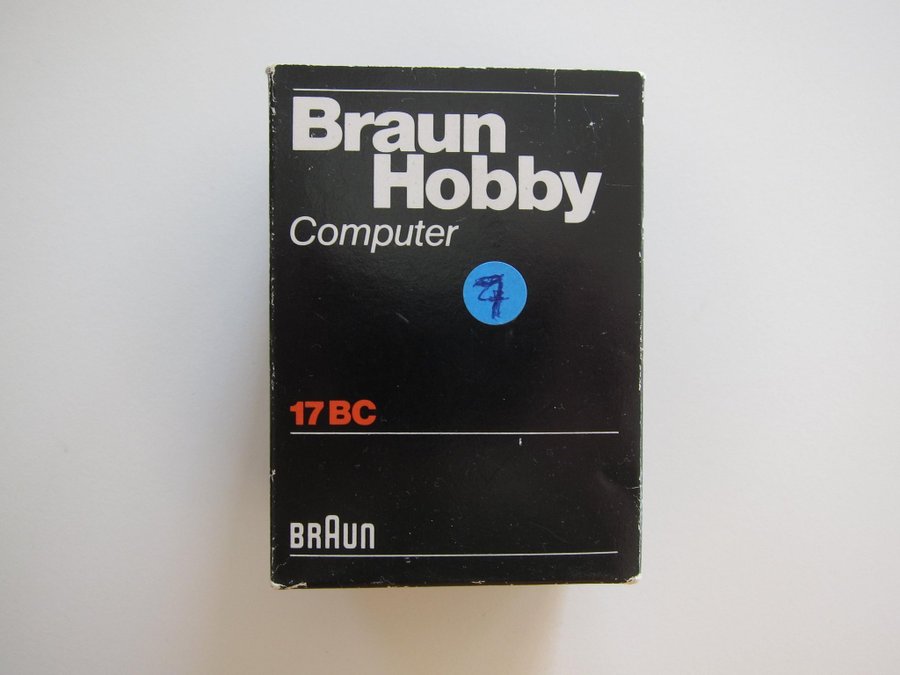 Braun
Hobby
Computer
7
17 BC
BRAUN